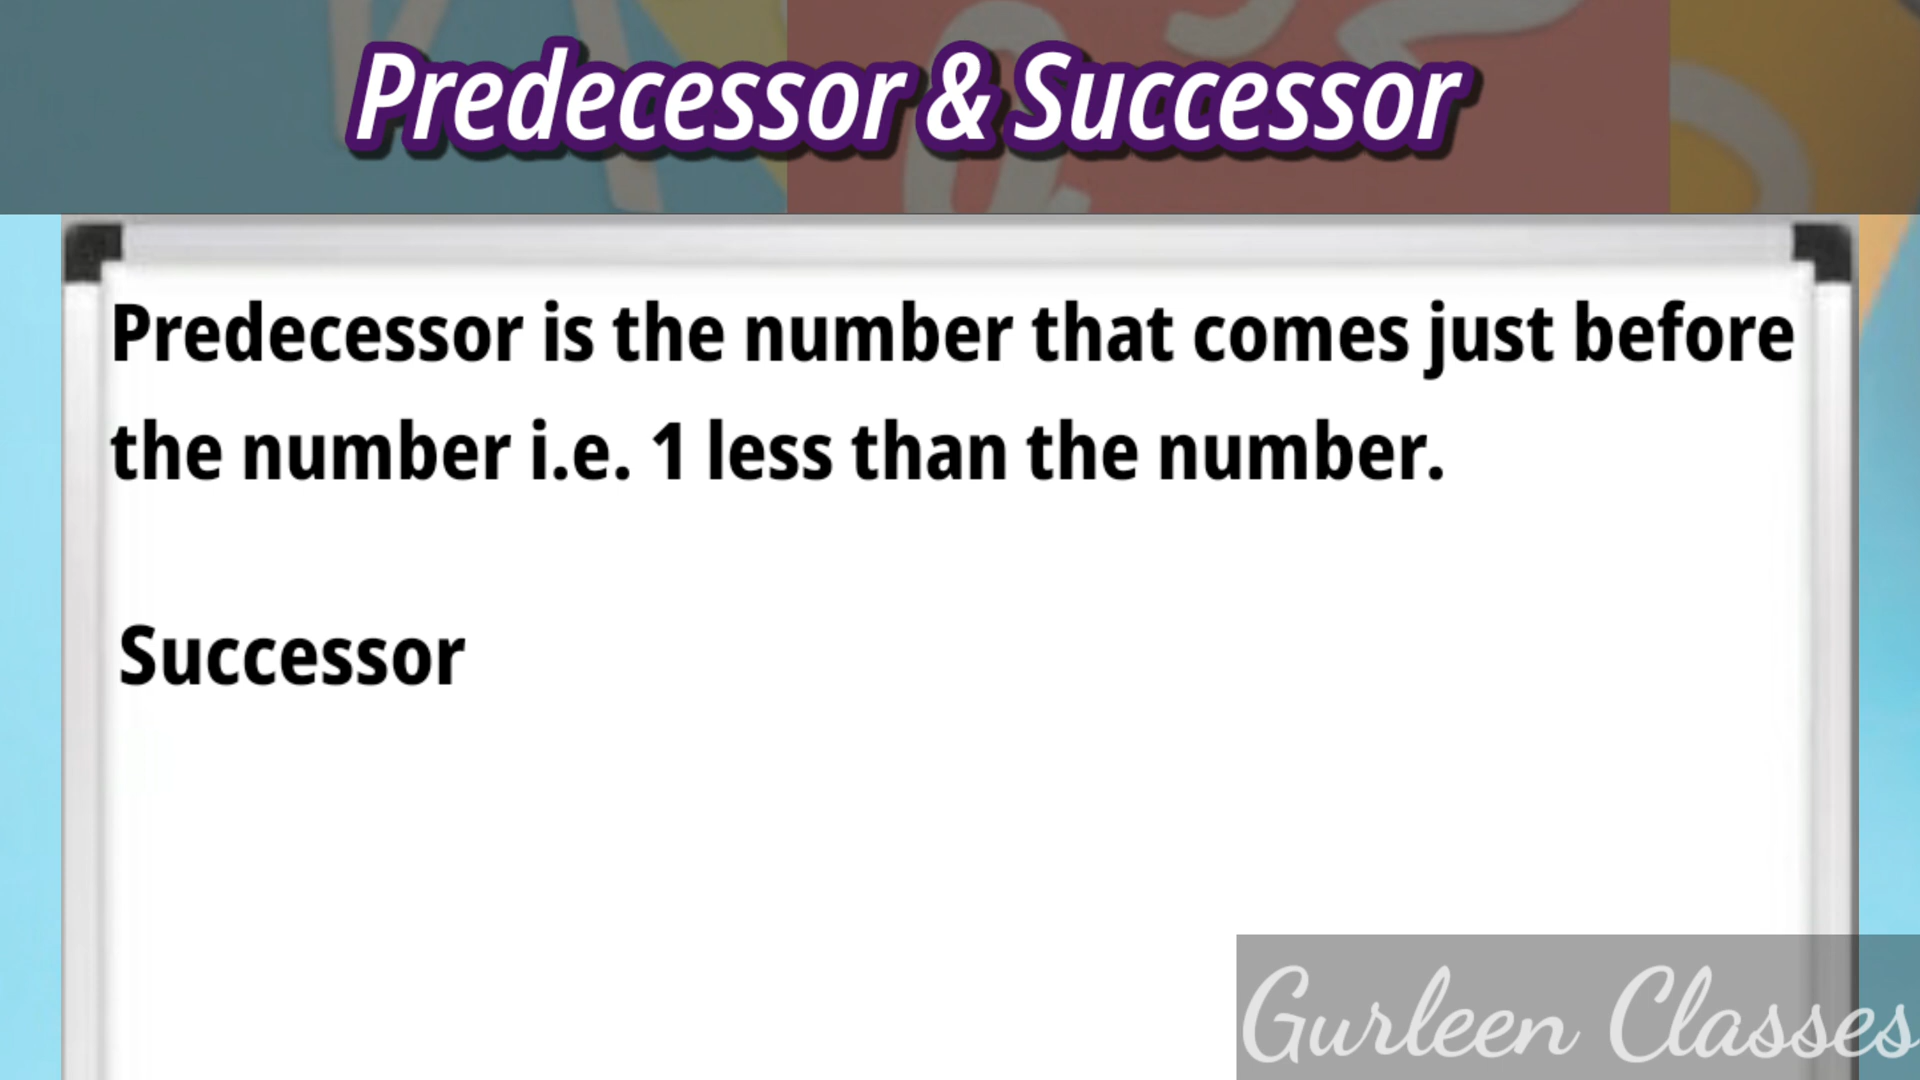 Predecessor & Successor
Predecessor is the number that comes just before
the number i.e. 1 less than the number.
Successor
Gurleen Classes